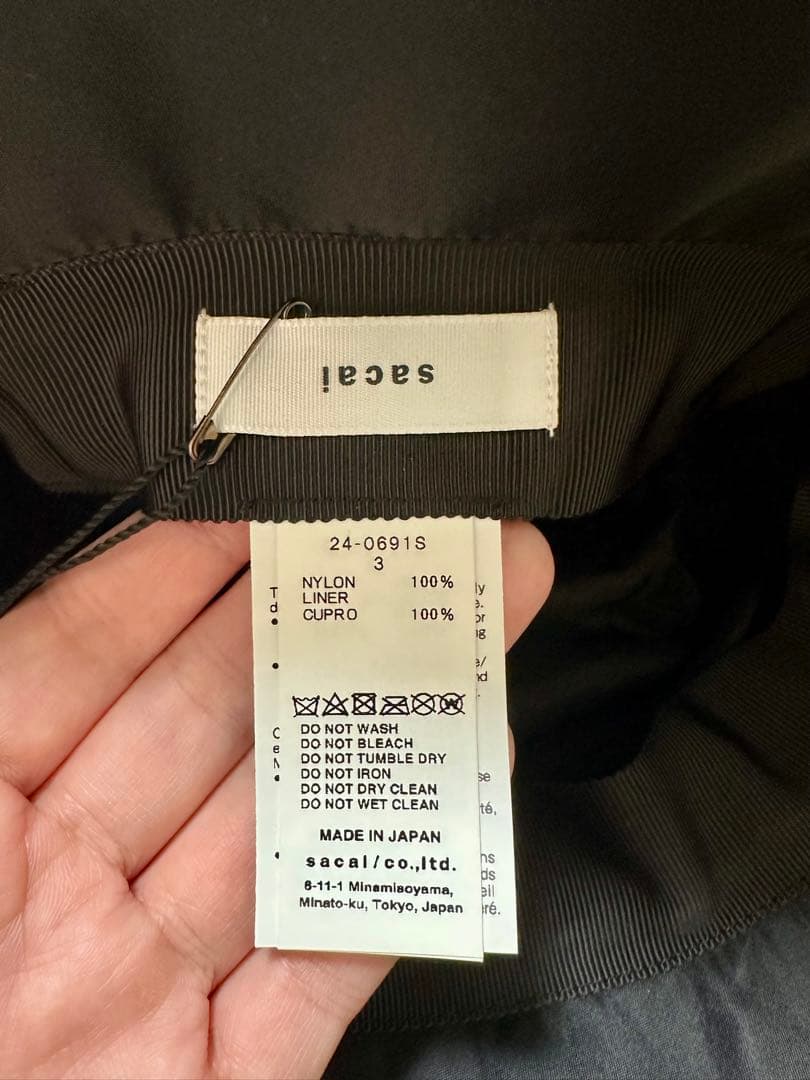 sacai
24-0691S
3
NYLON 100%
LINER
CUPRO 100%
DO NOT WASH
DO NOT BLEACH
DO NOT TUMBLE DRY
DO NOT IRON
DO NOT DRY CLEAN
DO NOT WET CLEAN
MADE IN JAPAN
sacai/co.,ltd.
6-11-1 Minamiaoyama,
Minato-ku, Tokyo, Japan